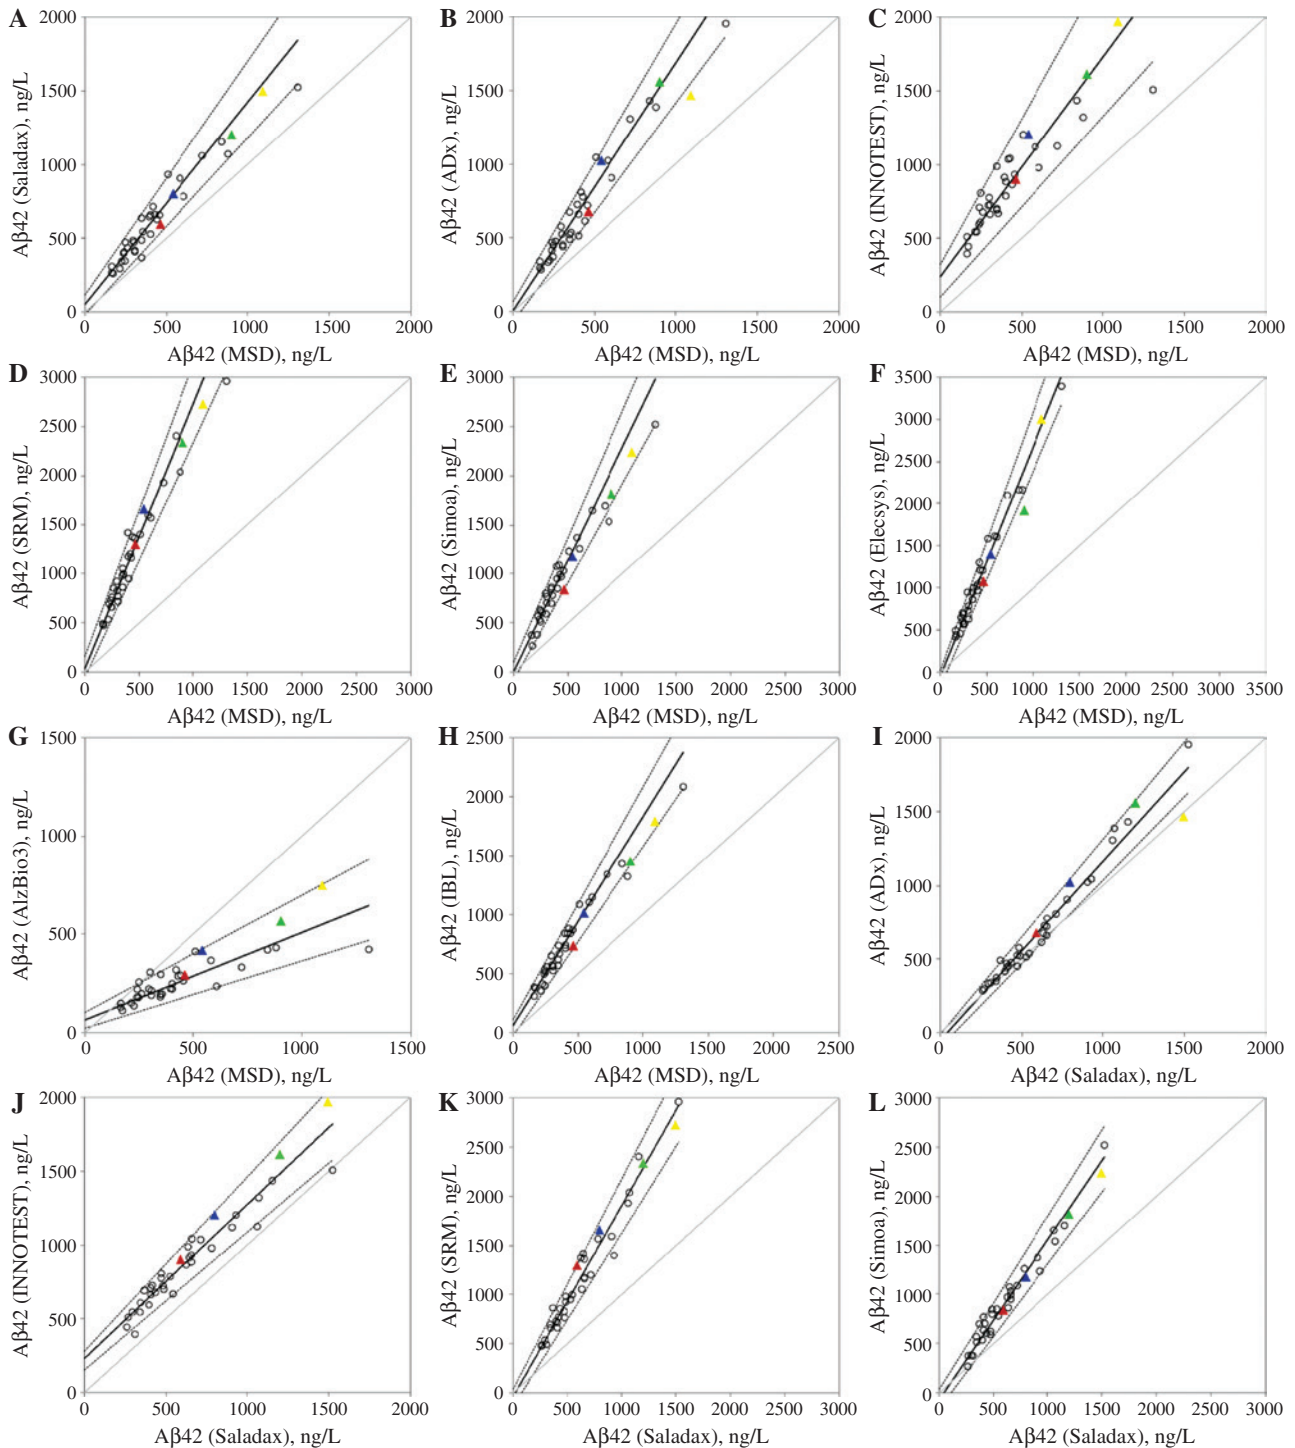 A B C
2000 2000 2000
1500 1500 1500
1000 1000 1000
500 500 500
0 0 0
Aβ42 (Saladax), ng/L Aβ42 (ADx), ng/L Aβ42 (INNOTEST), ng/L
0 500 1000 1500 2000 0 500 1000 1500 2000 0 500 1000 1500 2000
Aβ42 (MSD), ng/L Aβ42 (MSD), ng/L Aβ42 (MSD), ng/L
D E F
3000 3000 3500
2500 2500 3000
2000 2000 2500
1500 1500 2000
1000 1000 1500
500 500 1000
0 0 500
0
Aβ42 (SRM), ng/L Aβ42 (Simoa), ng/L Aβ42 (Elecsys), ng/L
0 500 1000 1500 2000 2500 3000 0 500 1000 1500 2000 2500 3000 0 500 1000 1500 2000 2500 3000 3500
Aβ42 (MSD), ng/L Aβ42 (MSD), ng/L Aβ42 (MSD), ng/L
G H I
1500 2500 2000
1000 2000 1500
500 1500 1000
0 1000 500
500 0
0
Aβ42 (AlzBio3), ng/L Aβ42 (IBL), ng/L Aβ42 (ADx), ng/L
0 500 1000 1500 0 500 1000 1500 2000 2500 0 500 1000 1500 2000
Aβ42 (MSD), ng/L Aβ42 (MSD), ng/L Aβ42 (Saladax), ng/L
J K L
2000 3000 3000
1500 2500 2500
1000 2000 2000
500 1500 1500
0 1000 1000
500 500
0 0
Aβ42 (INNOTEST), ng/L Aβ42 (SRM), ng/L Aβ42 (Simoa), ng/L
0 500 1000 1500 2000 0 500 1000 1500 2000 2500 3000 0 500 1000 1500 2000 2500 3000
Aβ42 (Saladax), ng/L Aβ42 (Saladax), ng/L Aβ42 (Saladax), ng/L